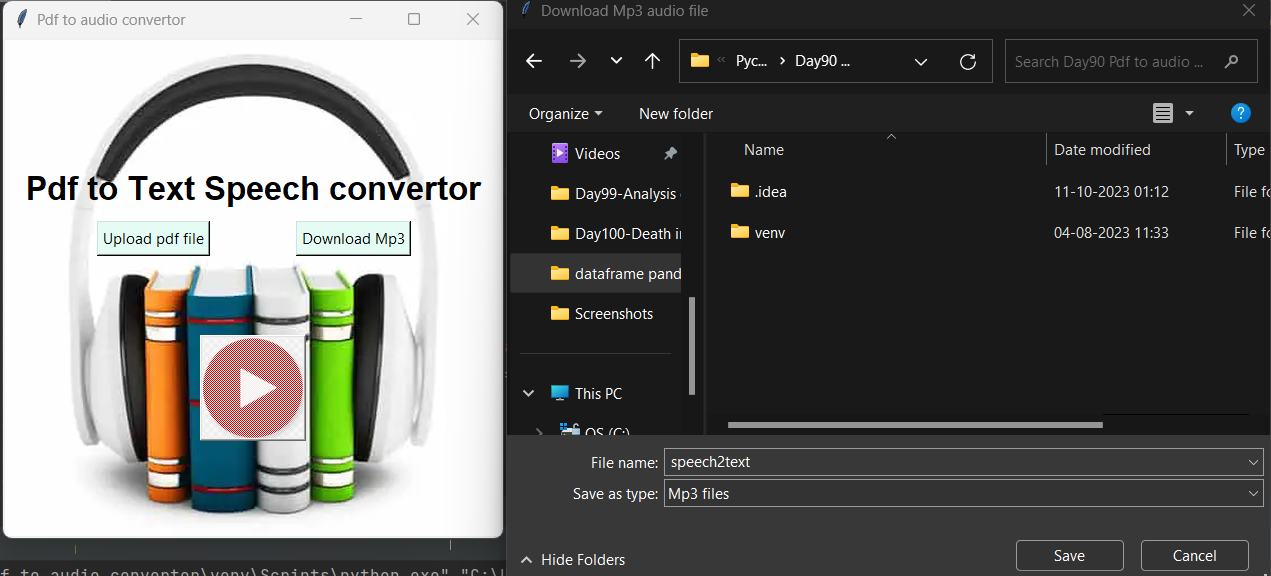 Pdf to audio convertor
Pdf to Text Speech convertor
Upload pdf file
Download Mp3
Download Mp3 audio file
« Pyc... > Day90 ...
Search Day90 Pdf to audio ...
Organize
New folder
?
Videos
Day99-Analysis
Day100-Death in
dataframe pand
Screenshots
This PC
OS (C:)
Name
Date modified
Type
.idea
11-10-2023 01:12
File fo
venv
04-08-2023 11:33
File fo
File name:
speech2text
Save as type:
Mp3 files
Hide Folders
Save
Cancel
f to audio convertor\venv\Scripts\python.exe" "C:\